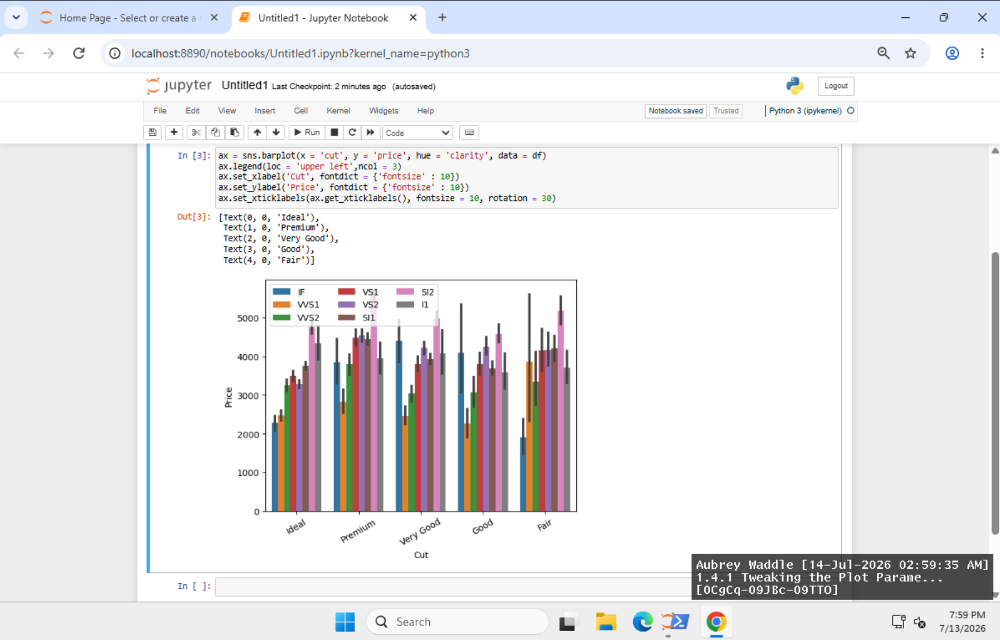 Home Page - Select or create a
Untitled1 - Jupyter Notebook
localhost:8890/notebooks/Untitled1.ipynb?kernel_name=python3
jupyter Untitled1 Last Checkpoint: 2 minutes ago (autosaved)
Logout
File Edit View Insert Cell Kernel Widgets Help
Notebook saved Trusted Python 3 (ipykernel)
Run Code
In [3]: ax = sns.barplot(x = 'cut', y = 'price', hue = 'clarity', data = df)
ax.legend(loc = 'upper left',ncol = 3)
ax.set_xlabel('Cut', fontdict = {'fontsize' : 10})
ax.set_ylabel('Price', fontdict = {'fontsize' : 10})
ax.set_xticklabels(ax.get_xticklabels(), fontsize = 10, rotation = 30)
Out[3]: [Text(0, 0, 'Ideal'),
Text(1, 0, 'Premium'),
Text(2, 0, 'Very Good'),
Text(3, 0, 'Good'),
Text(4, 0, 'Fair')]
IF VS1 SI2
VVS1 VS2 I1
VVS2 SI1
5000
4000
3000
2000
1000
0
Price
Ideal Premium Very Good Good Fair
Cut
In [ ]:
Aubrey Waddle [14-Jul-2026 02:59:35 AM]
1.4.1 Tweaking the Plot Parame...
[OCgCq-O9JBc-O9TTO]
Search
7:59 PM
7/13/2026